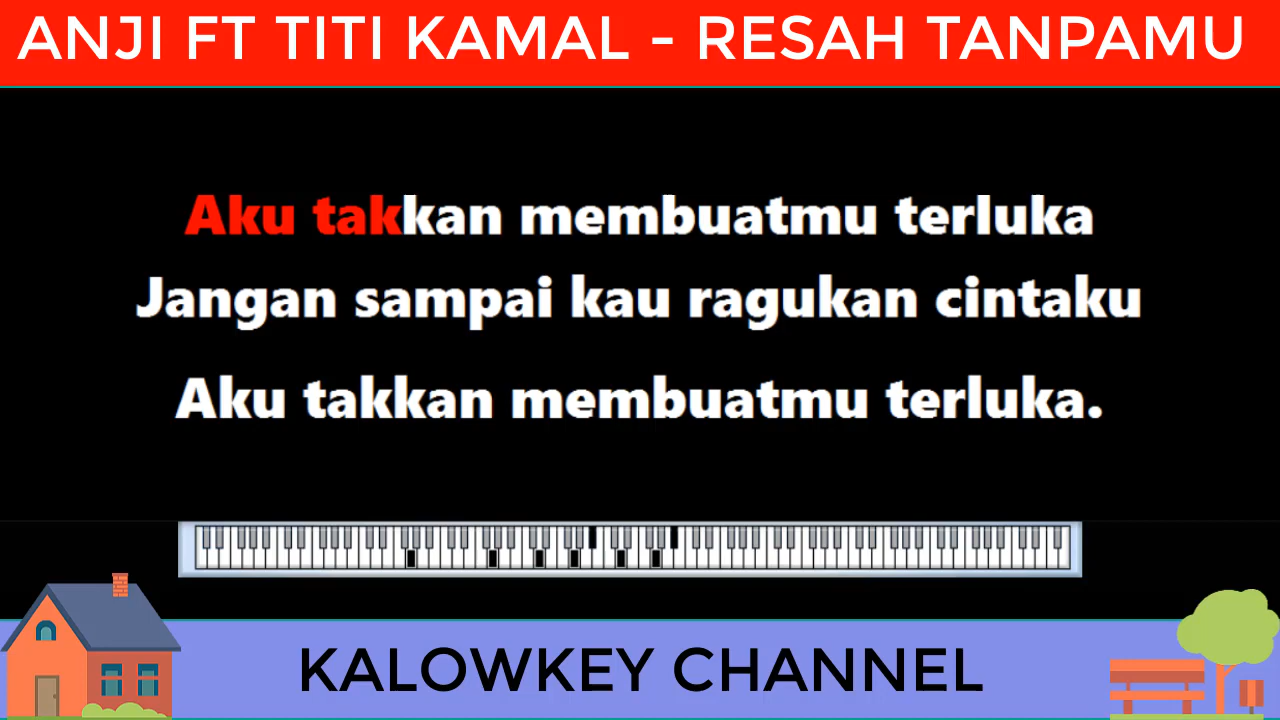 ANJI FT TITI KAMAL - RESAH TANPAMU
Aku takkan membuatmu terluka
Jangan sampai kau ragukan cintaku
Aku takkan membuatmu terluka.
KALOWKEY CHANNEL